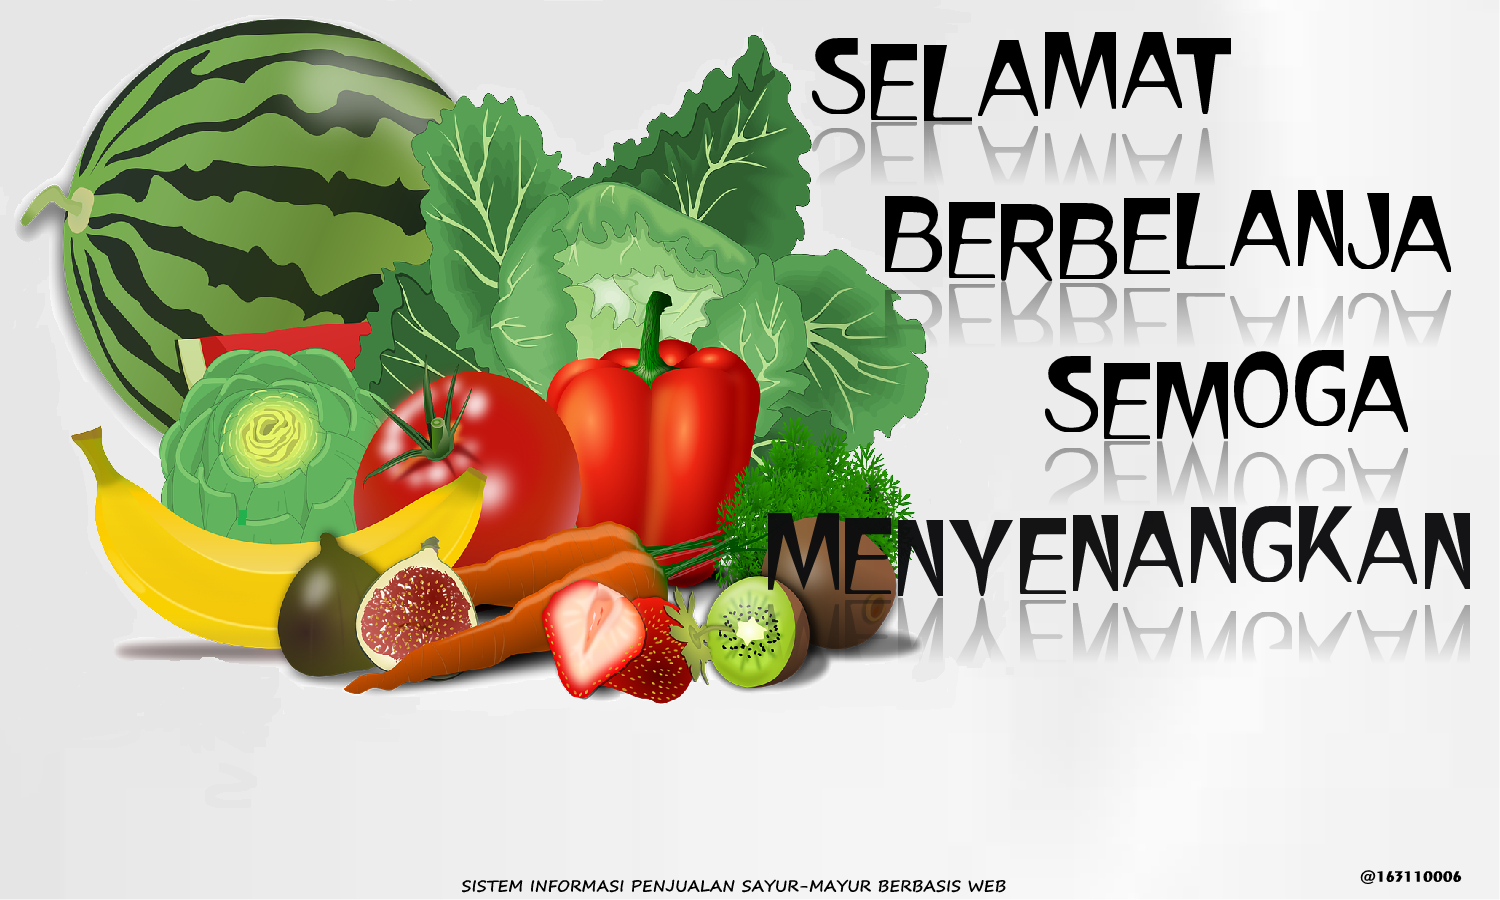 SELAMAT
BERBELANJA
SEMOGA
MENYENANGKAN
SISTEM INFORMASI PENJUALAN SAYUR-MAYUR BERBASIS WEB
@163110006